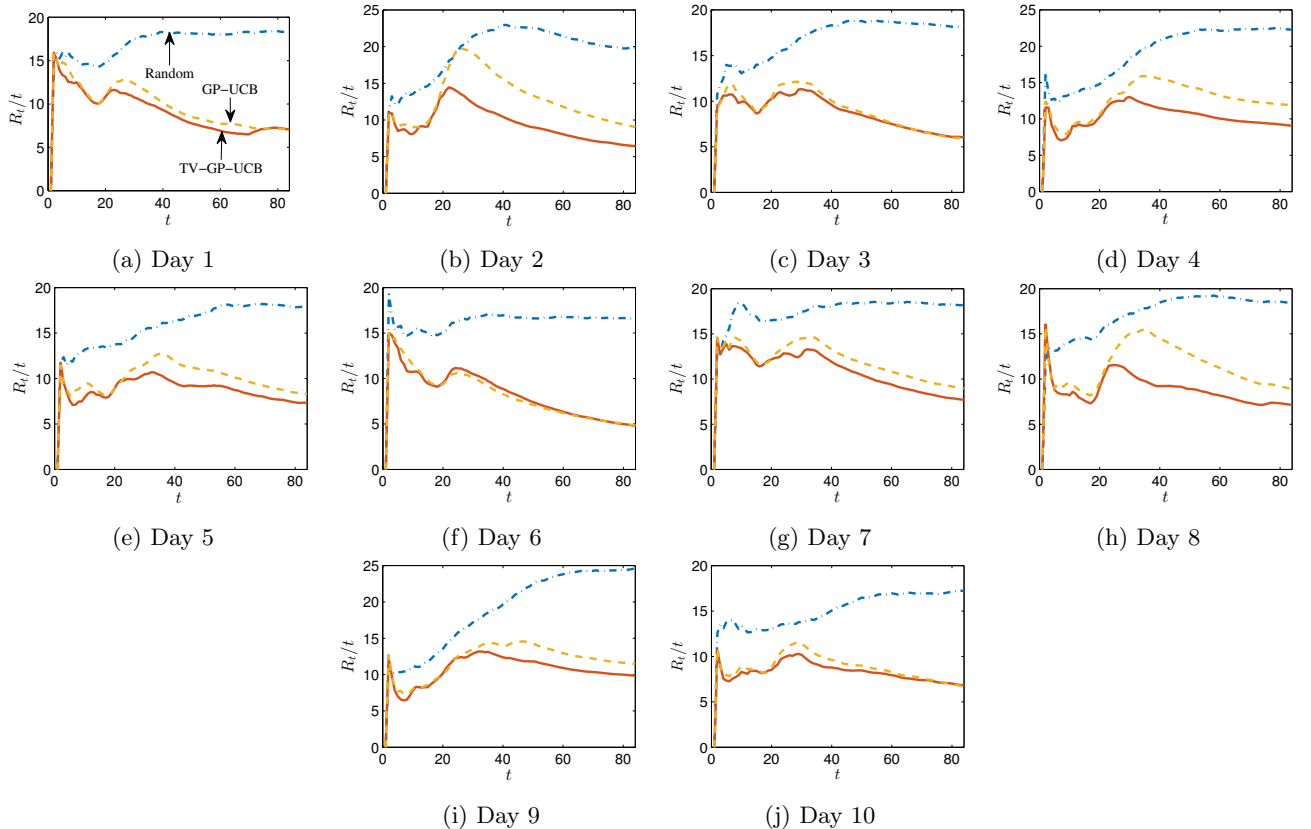 20
15
10
5
0
0 20 40 60 80
R_t/t
t
Random
GP–UCB
TV–GP–UCB
(a) Day 1
25
20
15
10
5
0
0 20 40 60 80
R_t/t
t
(b) Day 2
20
15
10
5
0
0 20 40 60 80
R_t/t
t
(c) Day 3
25
20
15
10
5
0
0 20 40 60 80
R_t/t
t
(d) Day 4
20
15
10
5
0
0 20 40 60 80
R_t/t
t
(e) Day 5
20
15
10
5
0
0 20 40 60 80
R_t/t
t
(f) Day 6
20
15
10
5
0
0 20 40 60 80
R_t/t
t
(g) Day 7
20
15
10
5
0
0 20 40 60 80
R_t/t
t
(h) Day 8
25
20
15
10
5
0
0 20 40 60 80
R_t/t
t
(i) Day 9
20
15
10
5
0
0 20 40 60 80
R_t/t
t
(j) Day 10